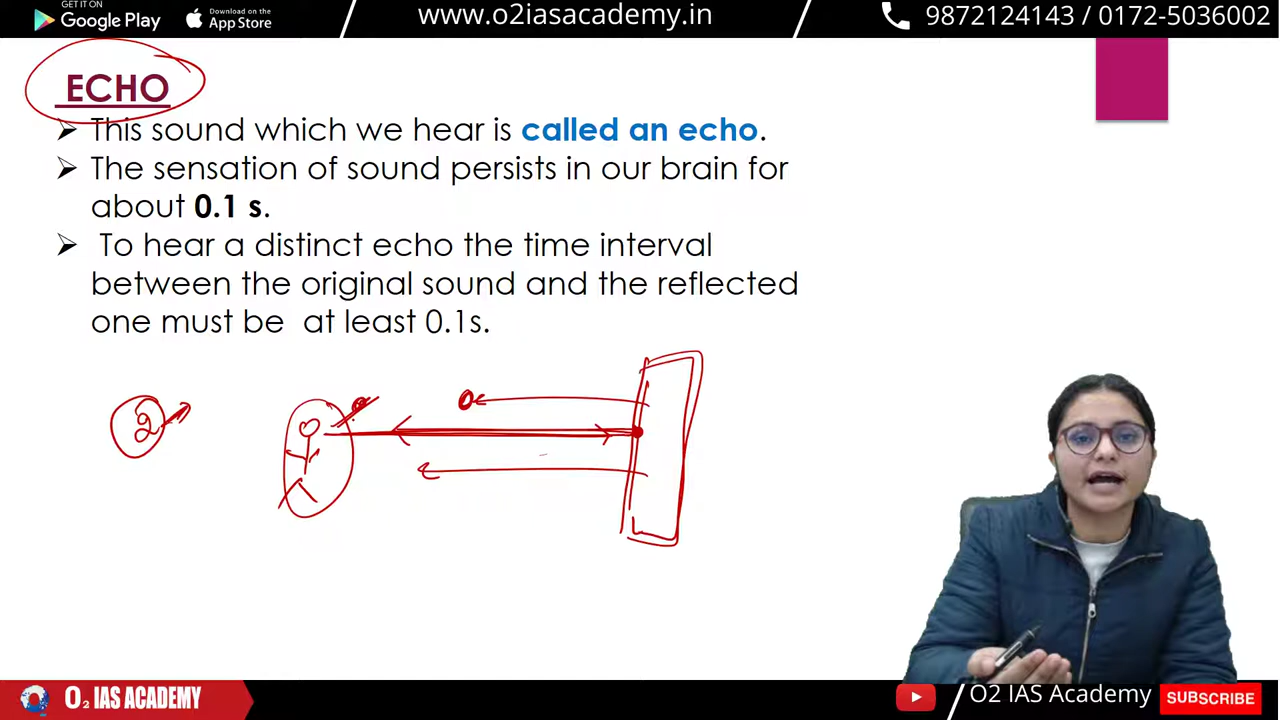 GET IT ON
Google Play
Download on the
App Store
www.o2iasacademy.in
9872124143 / 0172-5036002
ECHO
➢ This sound which we hear is called an echo.
➢ The sensation of sound persists in our brain for
about 0.1 s.
➢ To hear a distinct echo the time interval
between the original sound and the reflected
one must be at least 0.1s.
2
O2 IAS ACADEMY
O2 IAS Academy
SUBSCRIBE